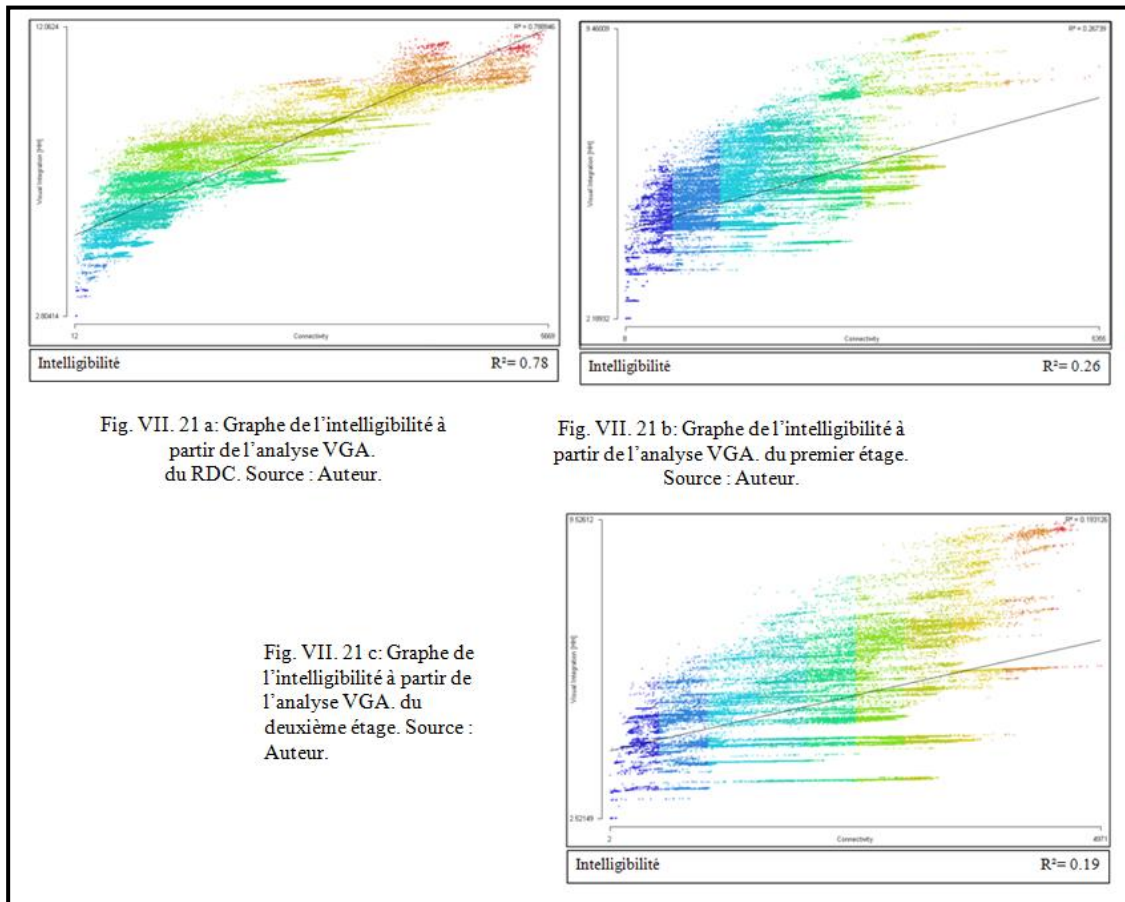 12.0624
R² = 0.788946
Visual Integration [HH]
2.80414
12
Connectivity
5669
Intelligibilité R²= 0.78
9.46009
R² = 0.26739
Visual Integration [HH]
2.18932
8
Connectivity
Intelligibilité R²= 0.26
Fig. VII. 21 a: Graphe de l’intelligibilité à
partir de l’analyse VGA.
du RDC. Source : Auteur.
Fig. VII. 21 b: Graphe de l’intelligibilité à
partir de l’analyse VGA. du premier étage.
Source : Auteur.
9.52612
R² = 0.193126
Visual Integration [HH]
2.52149
2
Connectivity
4971
Intelligibilité R²= 0.19
Fig. VII. 21 c: Graphe de
l’intelligibilité à partir de
l’analyse VGA. du
deuxième étage. Source :
Auteur.